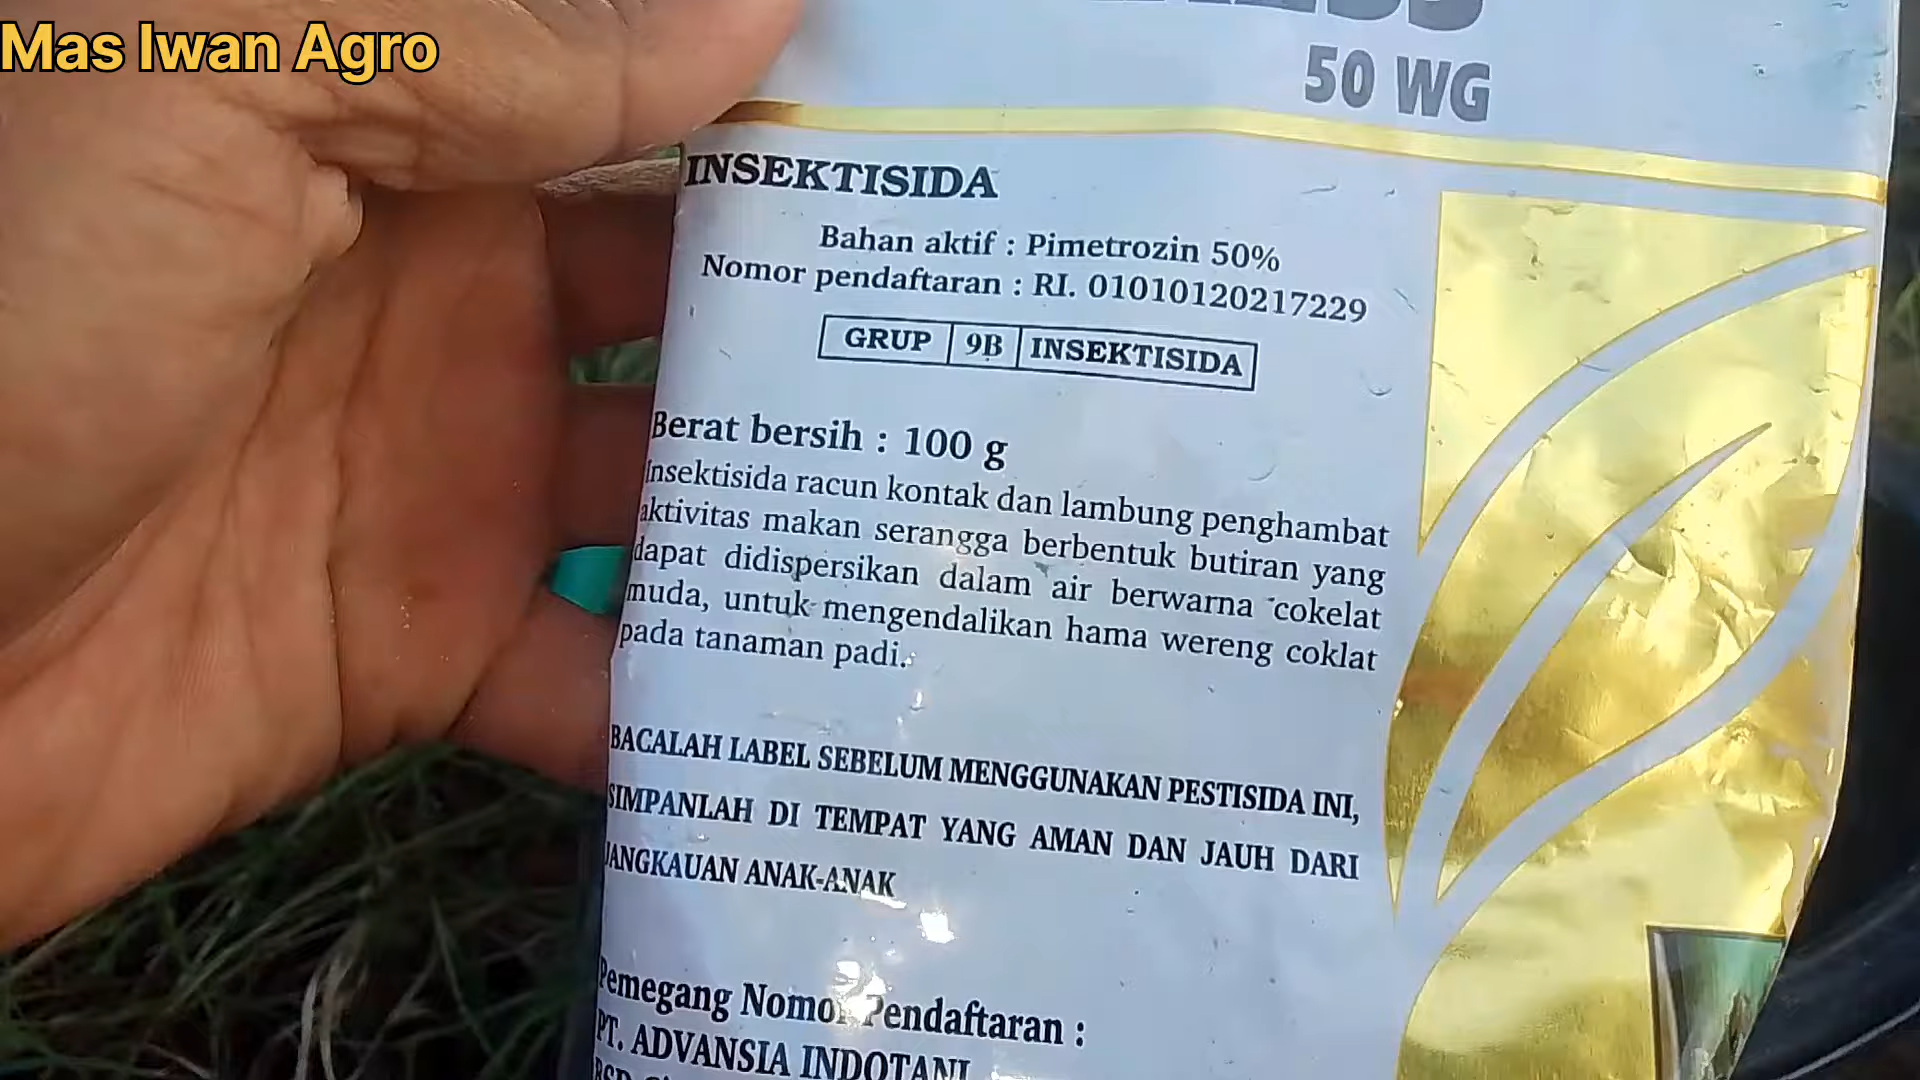 Mas Iwan Agro
50 WG
INSEKTISIDA
Bahan aktif : Pimetrozin 50%
Nomor pendaftaran : RI. 01010120217229
GRUP 9B INSEKTISIDA
Berat bersih : 100 g
Insektisida racun kontak dan lambung penghambat
aktivitas makan serangga berbentuk butiran yang
dapat didispersikan dalam air berwarna cokelat
muda, untuk mengendalikan hama wereng coklat
pada tanaman padi.
BACALAH LABEL SEBELUM MENGGUNAKAN PESTISIDA INI,
SIMPANLAH DI TEMPAT YANG AMAN DAN JAUH DARI
JANGKAUAN ANAK-ANAK
Pemegang Nomor Pendaftaran :
PT. ADVANSIA INDOTANI